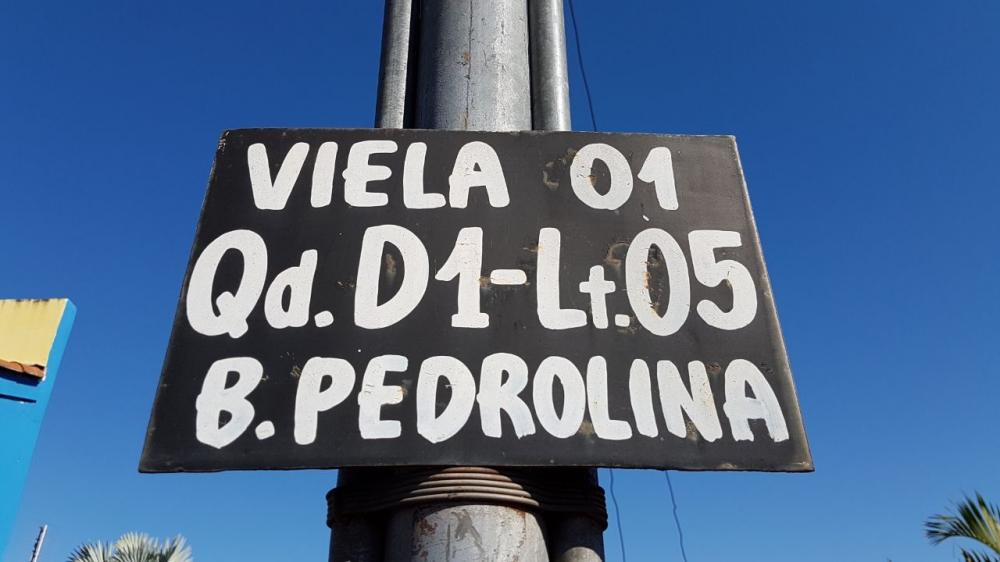 VIELA 01
Qd. D1-Lt.05
B. PEDROLINA